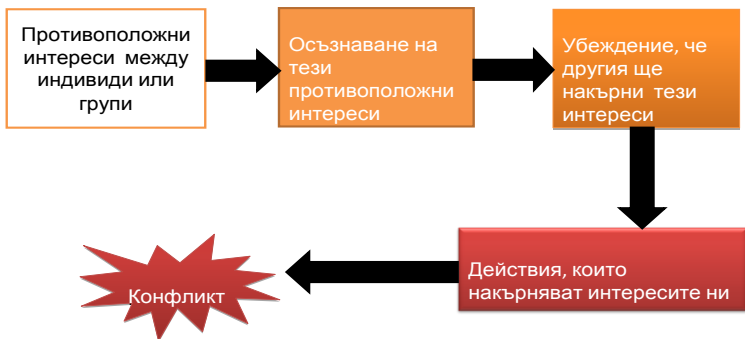 Противоположни
интереси между
индивиди или
групи
Осъзнаване на
тези
противоположни
интереси
Убеждение, че
другия ще
накърни тези
интереси
Действия, които
накърняват интересите ни
Конфликт